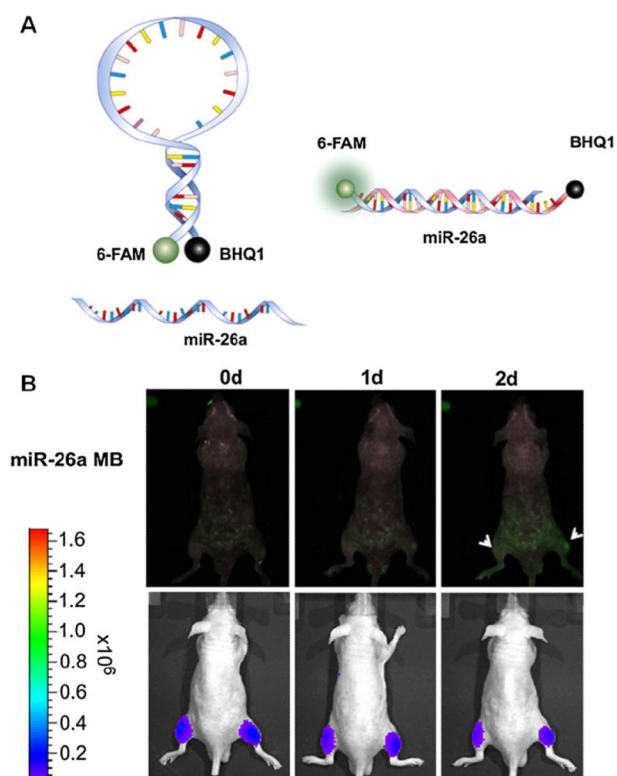 A
6-FAM
BHQ1
miR-26a
6-FAM BHQ1
miR-26a
B
0d 1d 2d
miR-26a MB
1.6
1.4
1.2
1.0
0.8
0.6
0.4
0.2
x10⁶